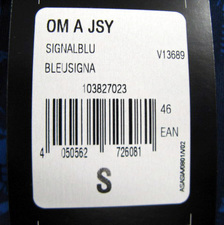 OM A JSY
SIGNALBLU V13689
BLEUSIGNA
103827023
46
EAN
4 050562 726081
S